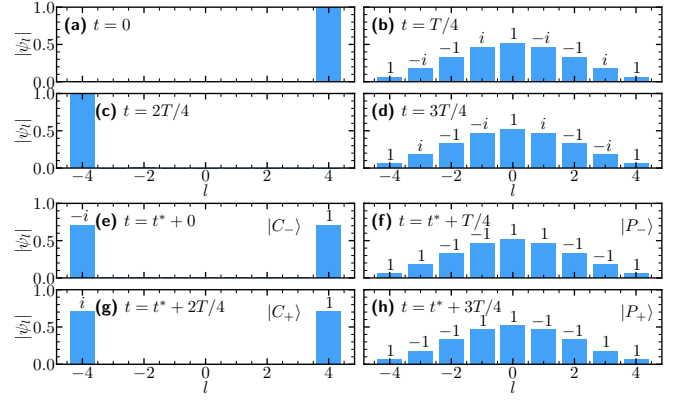 (a) t = 0
|ψ_l|
1.0
0.5
0.0
(b) t = T/4
1 −i −1 i 1 −i −1 i 1
(c) t = 2T/4
|ψ_l|
1.0
0.5
0.0
−4 −2 0 2 4
l
(d) t = 3T/4
1 i −1 −i 1 i −1 −i 1
−4 −2 0 2 4
l
(e) t = t* + 0
|C₋⟩
−i 1
|ψ_l|
1.0
0.5
0.0
(f) t = t* + T/4
|P₋⟩
1 1 −1 −1 1 1 −1 −1 1
(g) t = t* + 2T/4
|C₊⟩
i 1
|ψ_l|
1.0
0.5
0.0
−4 −2 0 2 4
l
(h) t = t* + 3T/4
|P₊⟩
1 −1 −1 1 1 −1 −1 1 1
−4 −2 0 2 4
l